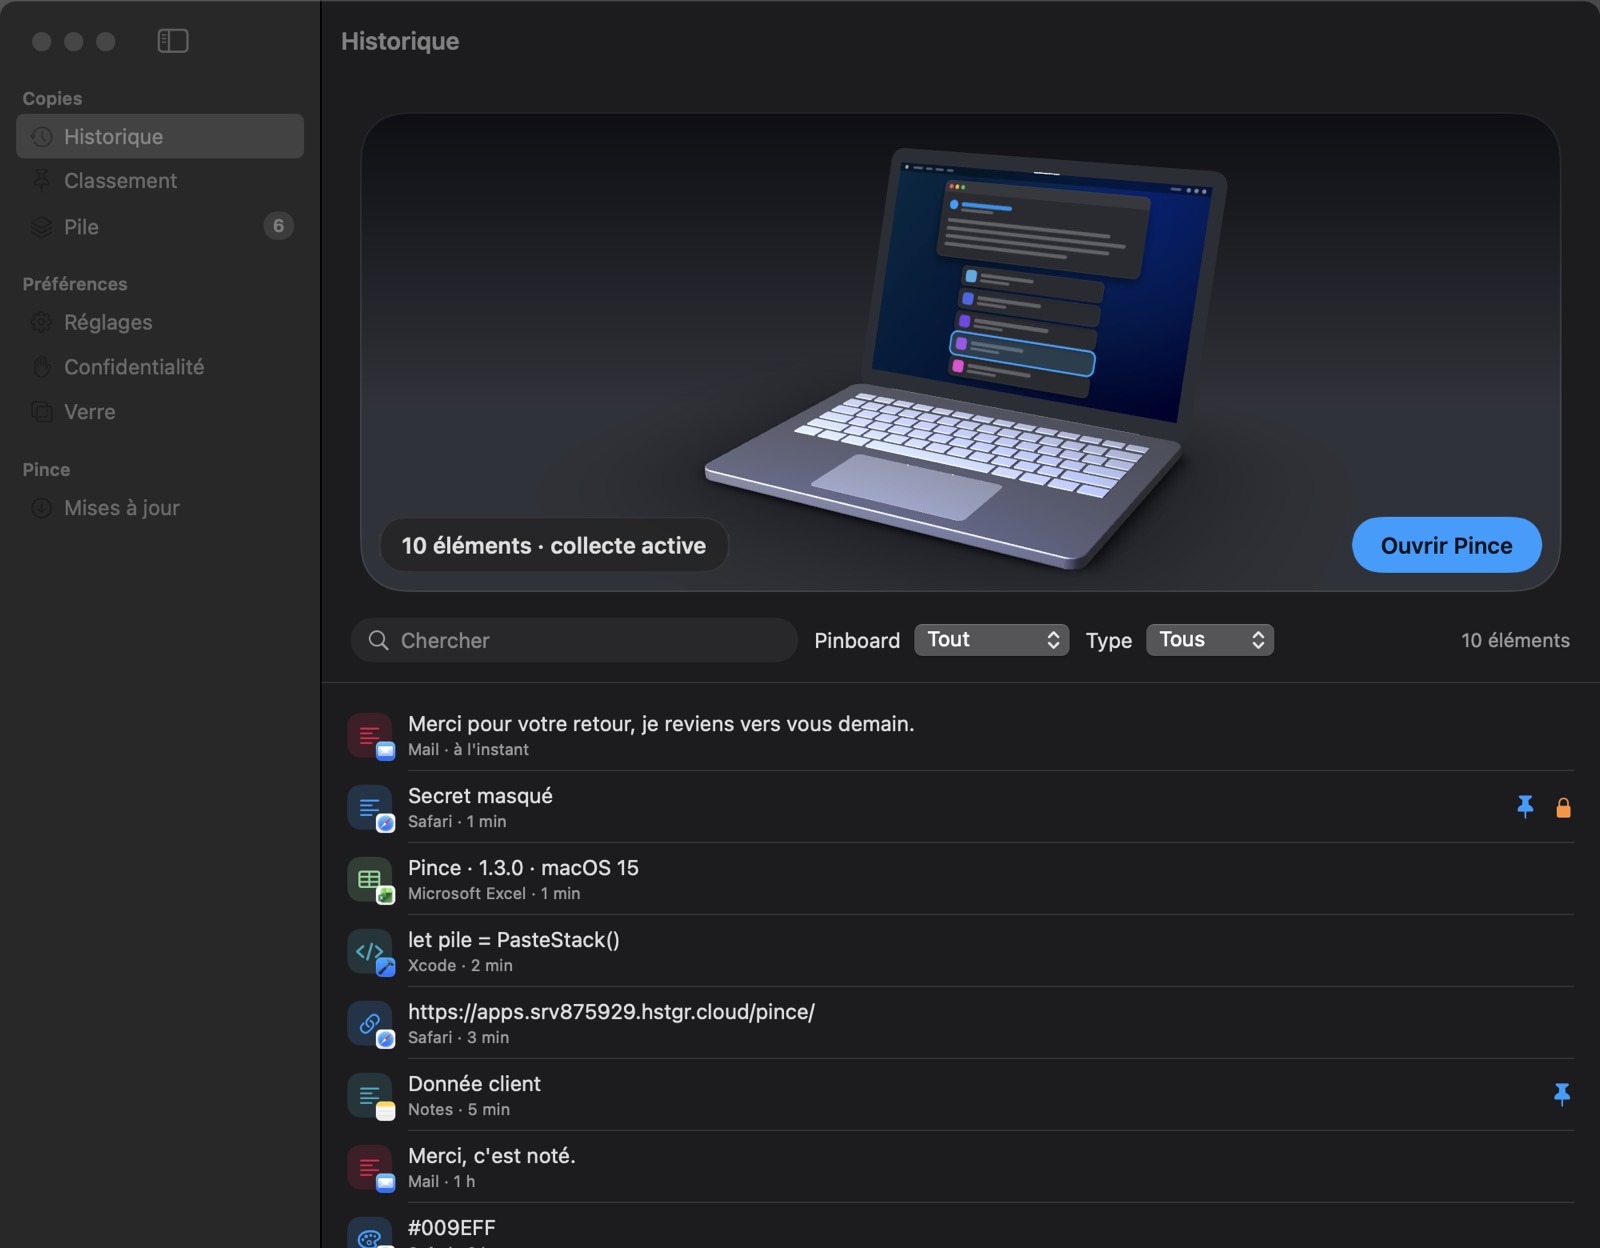 Historique
Copies
Historique
Classement
Pile
6
Préférences
Réglages
Confidentialité
Verre
Pince
Mises à jour
10 éléments · collecte active
Ouvrir Pince
Chercher
Pinboard
Tout
Type
Tous
10 éléments
Merci pour votre retour, je reviens vers vous demain.
Mail · à l'instant
Secret masqué
Safari · 1 min
Pince · 1.3.0 · macOS 15
Microsoft Excel · 1 min
let pile = PasteStack()
Xcode · 2 min
https://apps.srv875929.hstgr.cloud/pince/
Safari · 3 min
Donnée client
Notes · 5 min
Merci, c'est noté.
Mail · 1 h
#009EFF